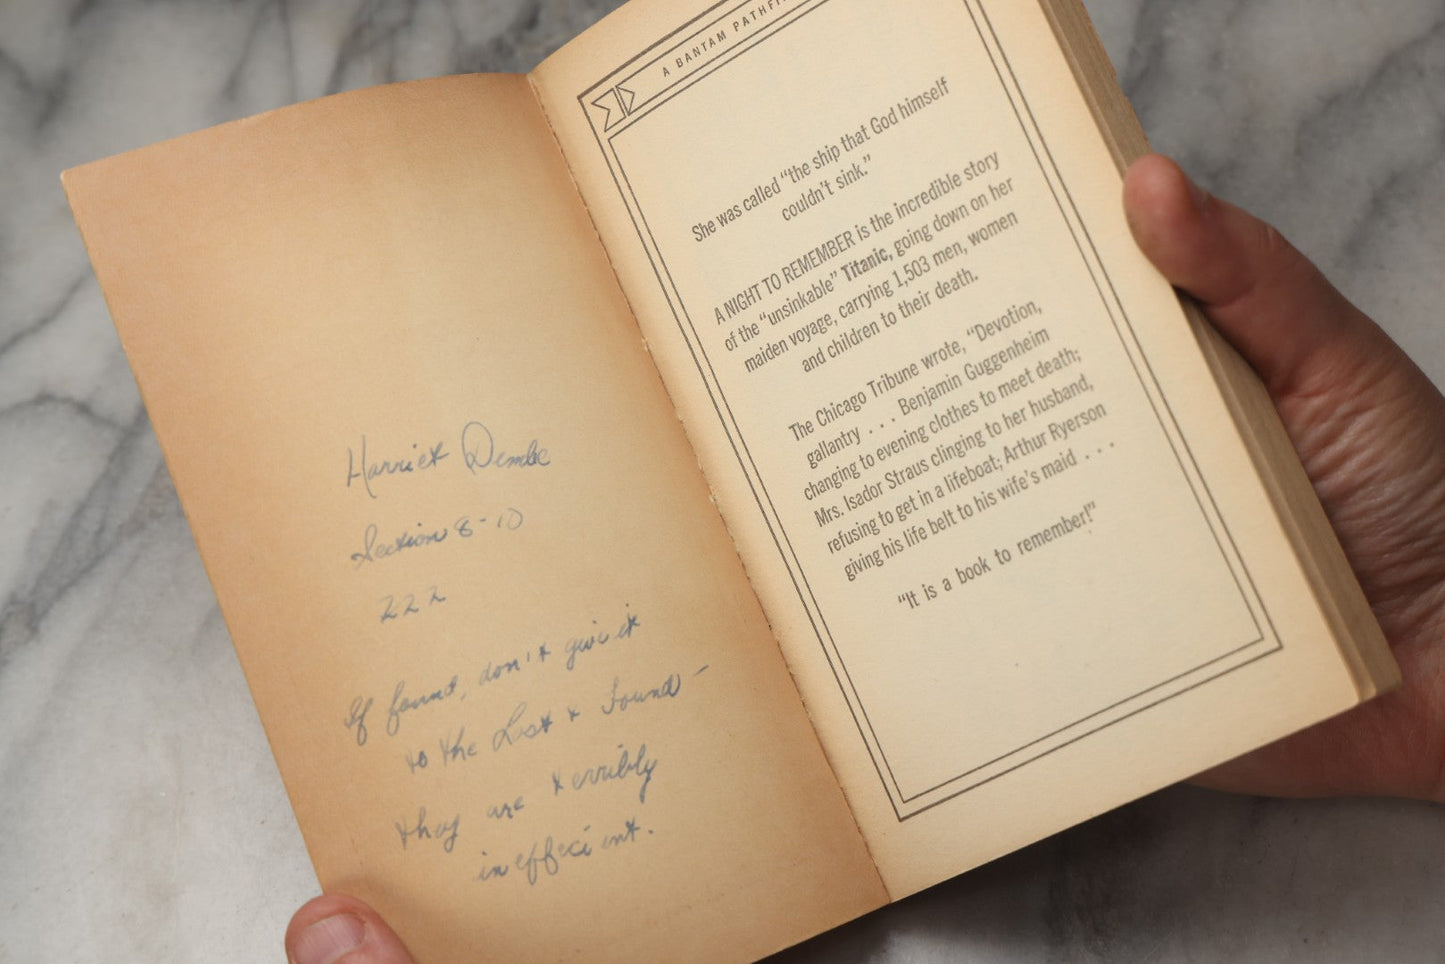 Harriet Dembe
Section 8-10
222
If found, don't give it
to the Lost & Found -
they are terribly
ineffecient.
A BANTAM
She was called “the ship that God himself
couldn't sink.”
A NIGHT TO REMEMBER is the incredible story
of the “unsinkable” Titanic, going down on her
maiden voyage, carrying 1,503 men, women
and children to their death.
The Chicago Tribune wrote, “Devotion,
gallantry . . . Benjamin Guggenheim
changing to evening clothes to meet death;
Mrs. Isador Straus clinging to her husband,
refusing to get in a lifeboat; Arthur Ryerson
giving his life belt to his wife's maid . . .
“It is a book to remember!”